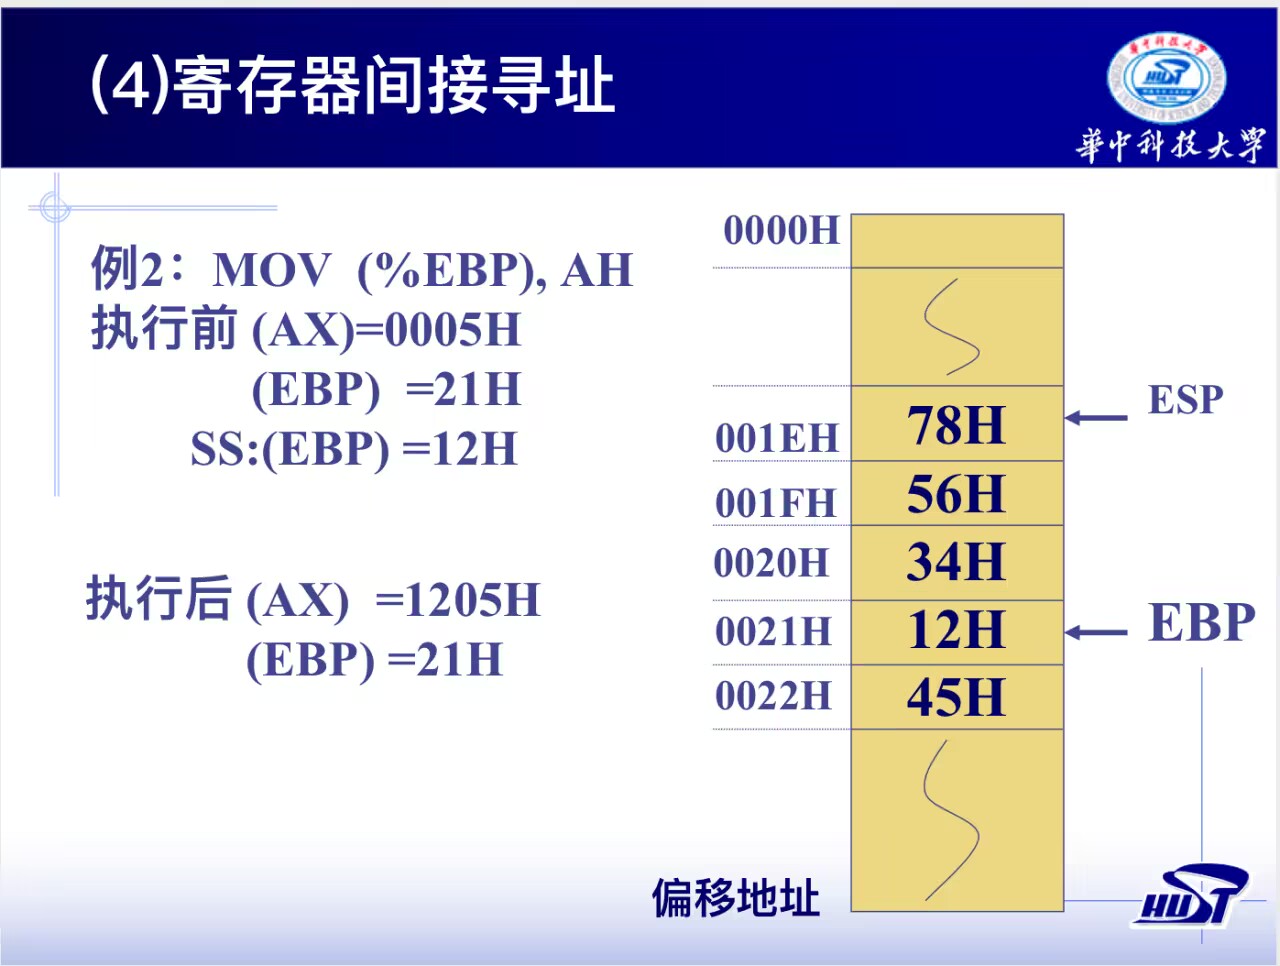 (4)寄存器间接寻址
華中科技大學
例2：MOV (%EBP), AH
执行前 (AX)=0005H
(EBP) =21H
SS:(EBP) =12H
执行后 (AX) =1205H
(EBP) =21H
0000H
001EH 78H ESP
001FH 56H
0020H 34H
0021H 12H EBP
0022H 45H
偏移地址
HUST